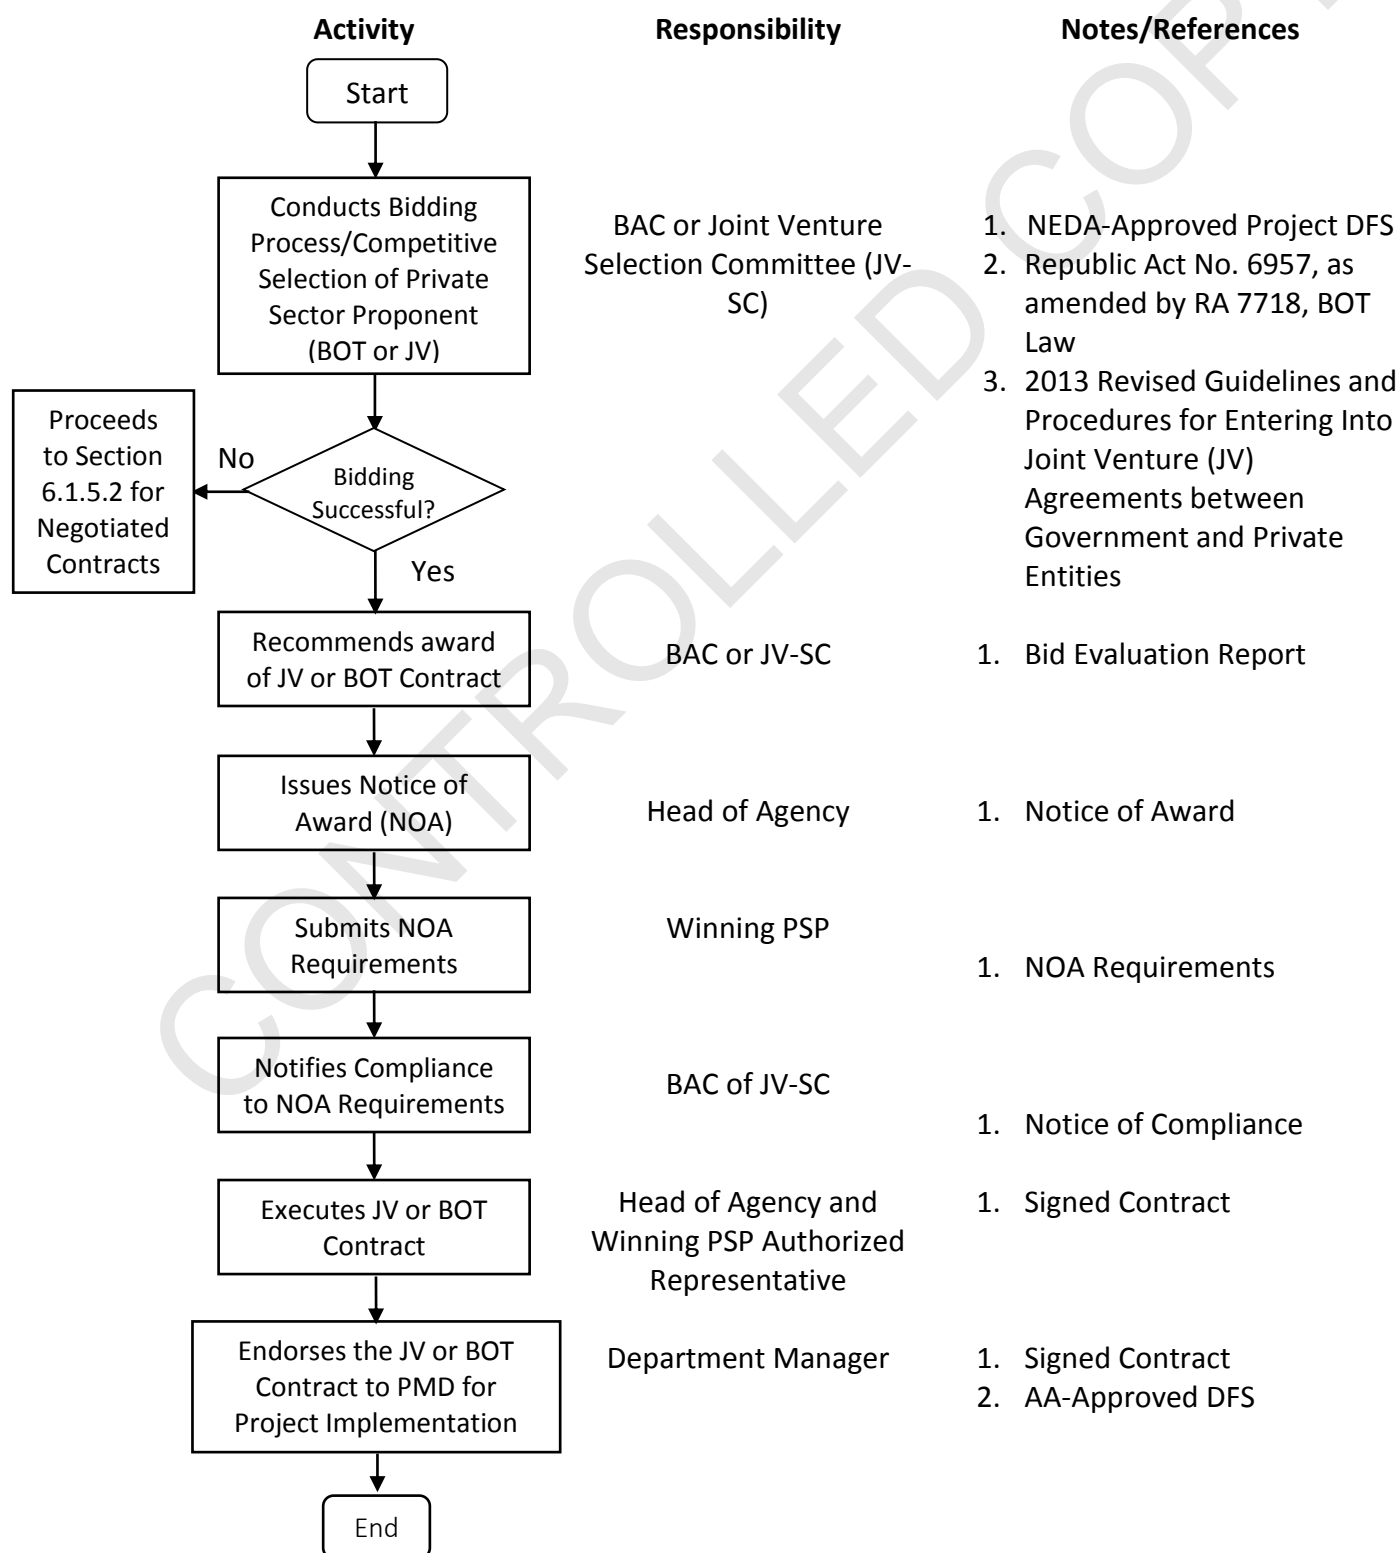 Activity Responsibility Notes/References
Start
Conducts Bidding
Process/Competitive
Selection of Private
Sector Proponent
(BOT or JV)
BAC or Joint Venture
Selection Committee (JV-
SC)
1. NEDA-Approved Project DFS
2. Republic Act No. 6957, as
amended by RA 7718, BOT
Law
3. 2013 Revised Guidelines and
Procedures for Entering Into
Joint Venture (JV)
Agreements between
Government and Private
Entities
Proceeds
to Section
6.1.5.2 for
Negotiated
Contracts
No
Bidding
Successful?
Yes
Recommends award
of JV or BOT Contract
BAC or JV-SC
1. Bid Evaluation Report
Issues Notice of
Award (NOA)
Head of Agency
1. Notice of Award
Submits NOA
Requirements
Winning PSP
1. NOA Requirements
Notifies Compliance
to NOA Requirements
BAC of JV-SC
1. Notice of Compliance
Executes JV or BOT
Contract
Head of Agency and
Winning PSP Authorized
Representative
1. Signed Contract
Endorses the JV or BOT
Contract to PMD for
Project Implementation
Department Manager
1. Signed Contract
2. AA-Approved DFS
End
CONTROLLED COP